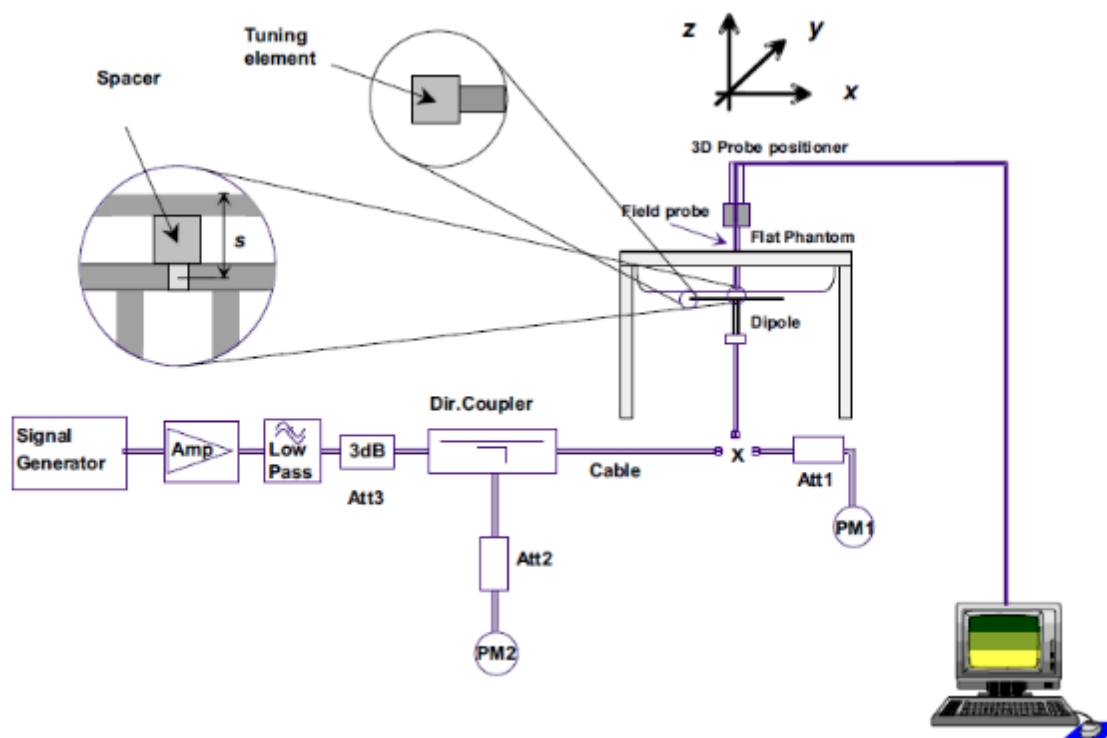 Tuning
element
Spacer
s
z
y
x
3D Probe positioner
Field probe
Flat Phantom
Dipole
Dir.Coupler
Signal
Generator
Amp
Low
Pass
3dB
Att3
Cable
X
Att1
PM1
Att2
PM2